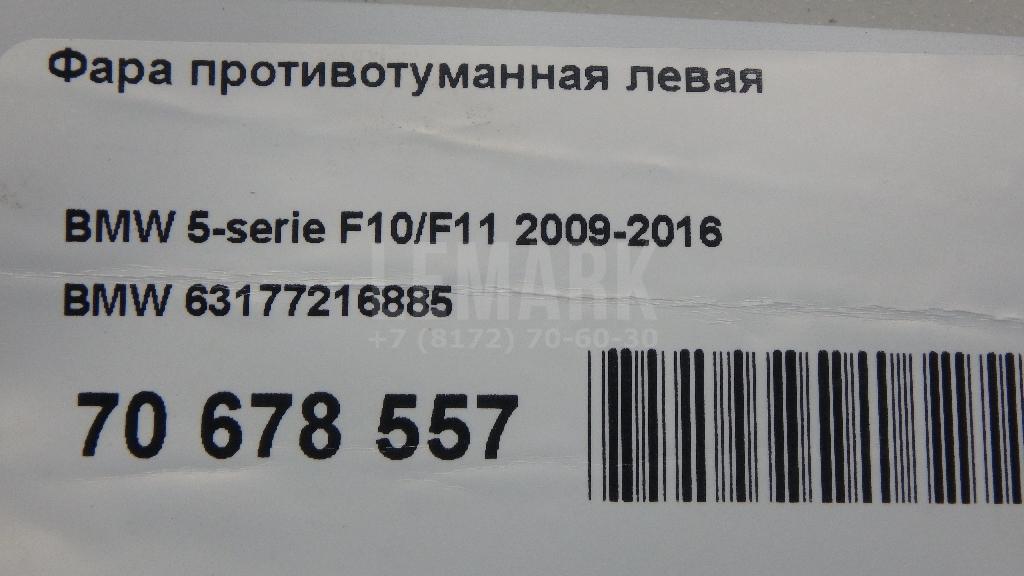 Фара противотуманная левая
BMW 5-serie F10/F11 2009-2016
LEMARK
BMW 63177216885
+7 (8172) 70-60-30
70 678 557